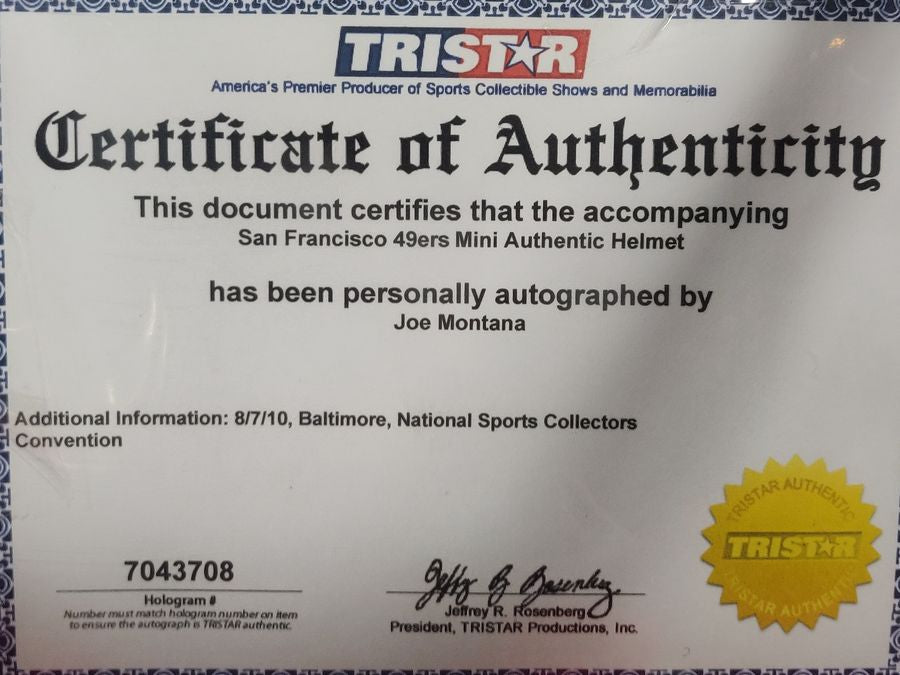 TRISTAR
America's Premier Producer of Sports Collectible Shows and Memorabilia
Certificate of Authenticity
This document certifies that the accompanying
San Francisco 49ers Mini Authentic Helmet
has been personally autographed by
Joe Montana
Additional Information: 8/7/10, Baltimore, National Sports Collectors
Convention
7043708
Hologram #
Number must match hologram number on item
to ensure the autograph is TRISTAR authentic.
Jeffrey R. Rosenberg
President, TRISTAR Productions, Inc.
TRISTAR AUTHENTIC
TRISTAR
TRISTAR AUTHENTIC